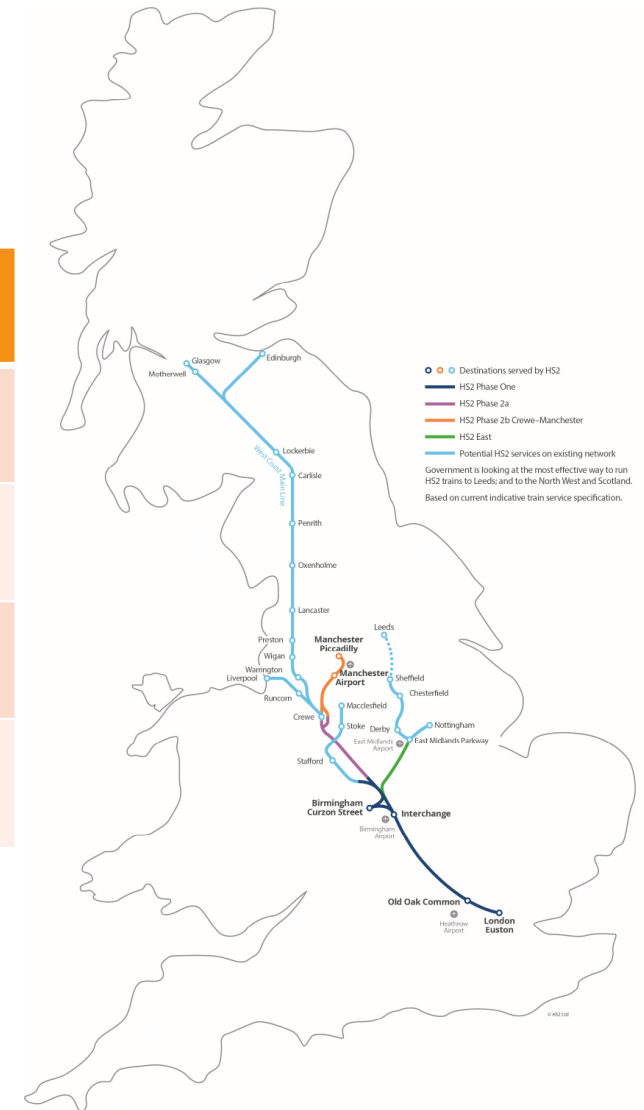 Glasgow
Edinburgh
Motherwell
Destinations served by HS2
HS2 Phase One
HS2 Phase 2a
HS2 Phase 2b Crewe–Manchester
HS2 East
Potential HS2 services on existing network
Government is looking at the most effective way to run
HS2 trains to Leeds; and to the North West and Scotland.
Based on current indicative train service specification.
Lockerbie
West Coast Main Line
Carlisle
Penrith
Oxenholme
Lancaster
Leeds
Preston
Manchester
Piccadilly
Wigan
Warrington
Manchester
Airport
Liverpool
Sheffield
Runcorn
Chesterfield
Macclesfield
Crewe
Stoke
Derby
Nottingham
East Midlands
Airport
East Midlands Parkway
Stafford
Birmingham
Curzon Street
Interchange
Birmingham
Airport
Old Oak Common
London
Euston
Heathrow
Airport
© HS2 Ltd